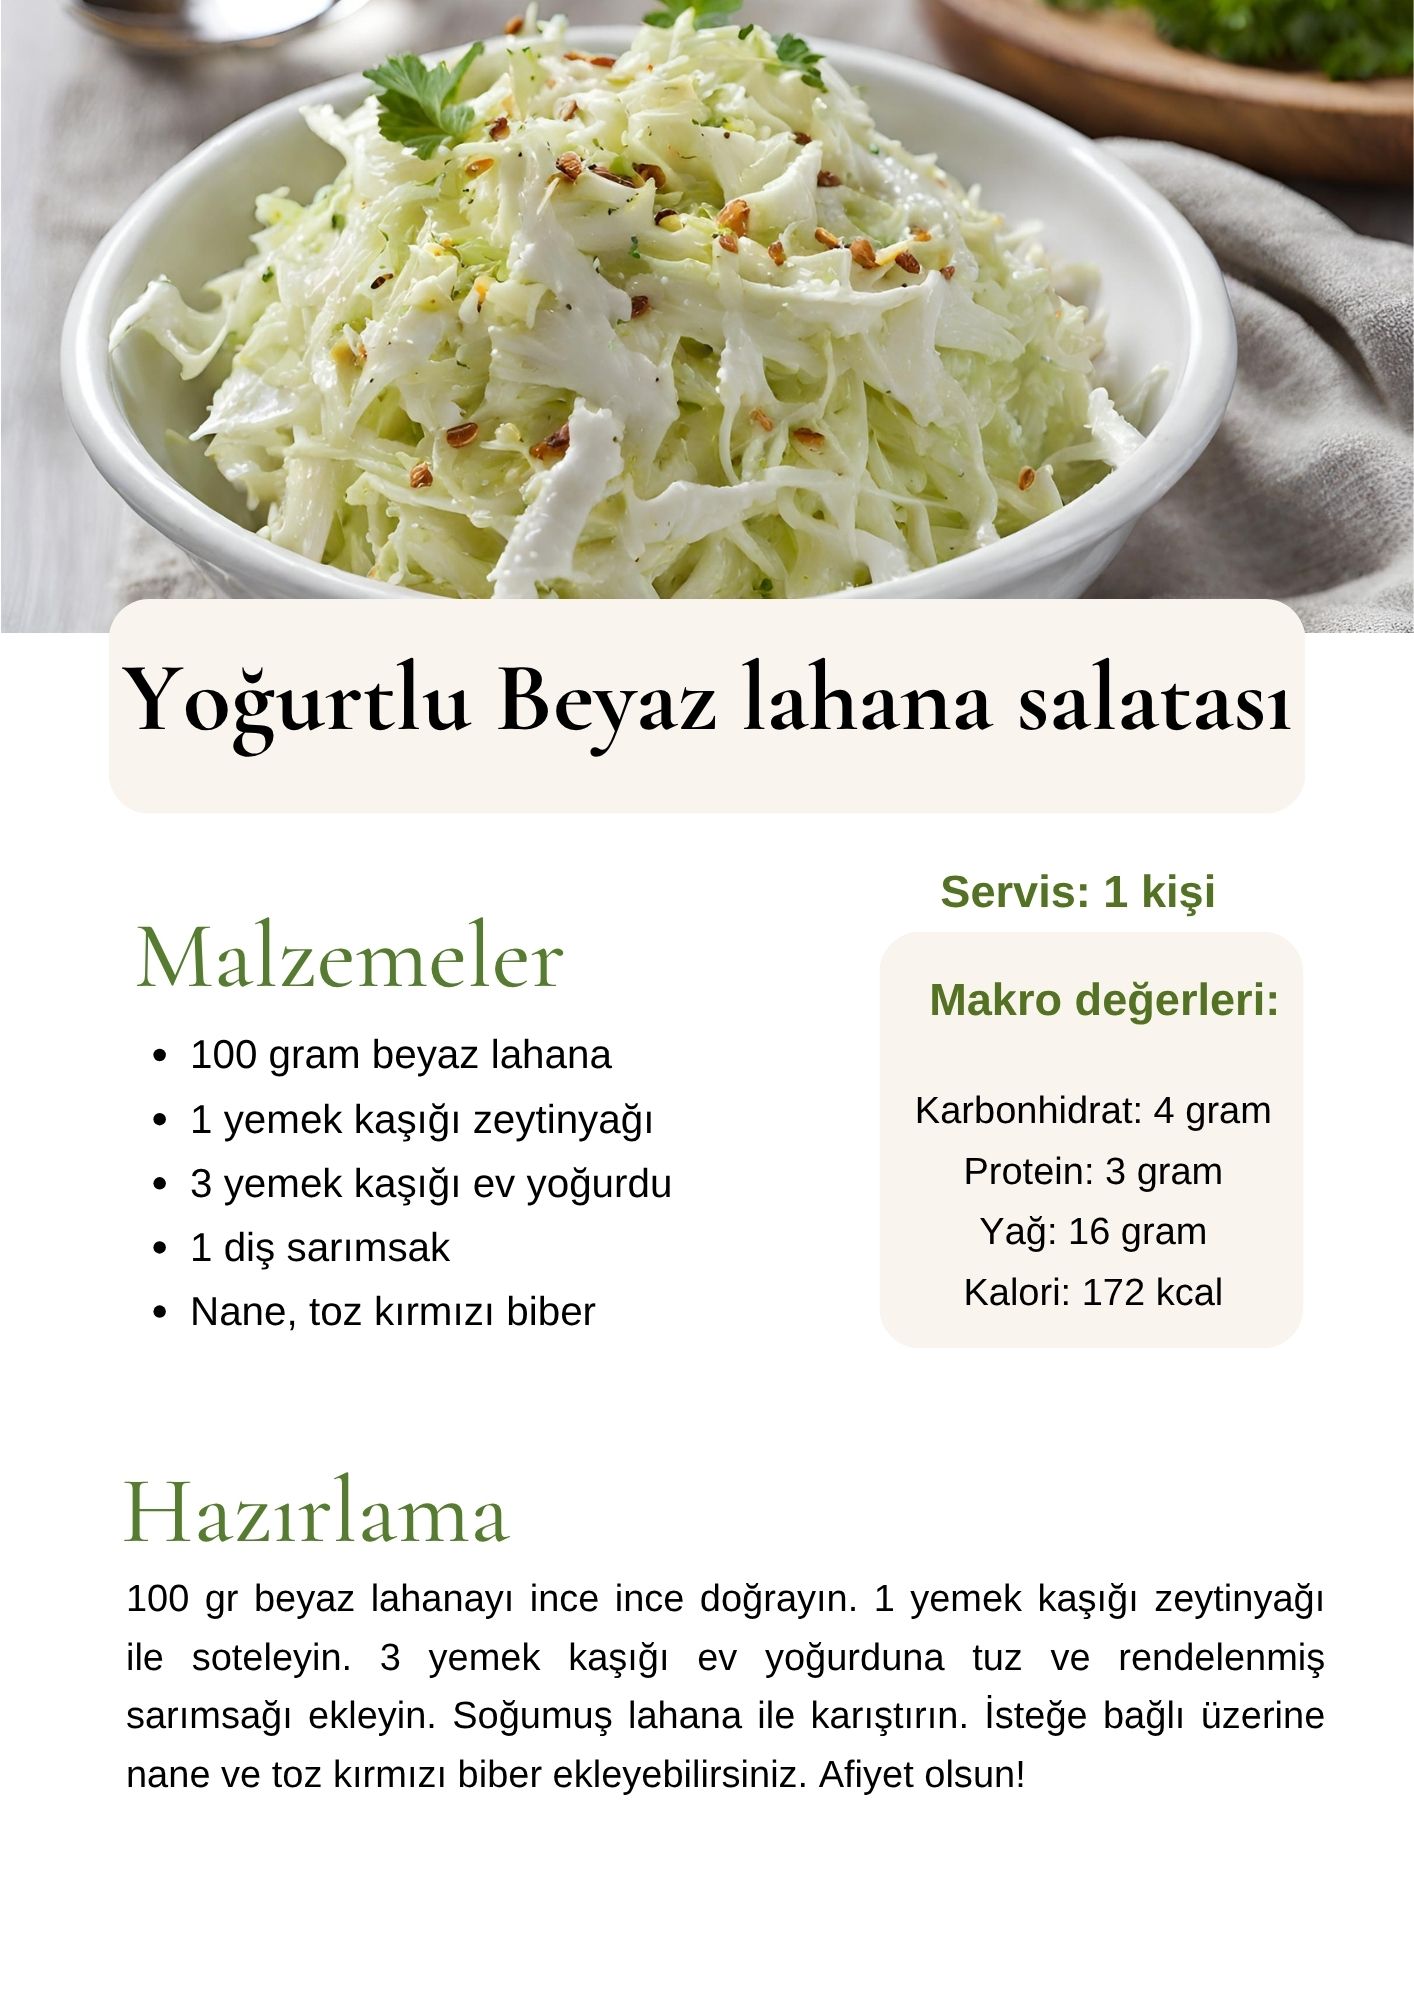 Yoğurtlu Beyaz lahana salatası
Servis: 1 kişi
Malzemeler
• 100 gram beyaz lahana
• 1 yemek kaşığı zeytinyağı
• 3 yemek kaşığı ev yoğurdu
• 1 diş sarımsak
• Nane, toz kırmızı biber
Makro değerleri:
Karbonhidrat: 4 gram
Protein: 3 gram
Yağ: 16 gram
Kalori: 172 kcal
Hazırlama
100 gr beyaz lahanayı ince ince doğrayın. 1 yemek kaşığı zeytinyağı
ile soteleyin. 3 yemek kaşığı ev yoğurduna tuz ve rendelenmiş
sarımsağı ekleyin. Soğumuş lahana ile karıştırın. İsteğe bağlı üzerine
nane ve toz kırmızı biber ekleyebilirsiniz. Afiyet olsun!